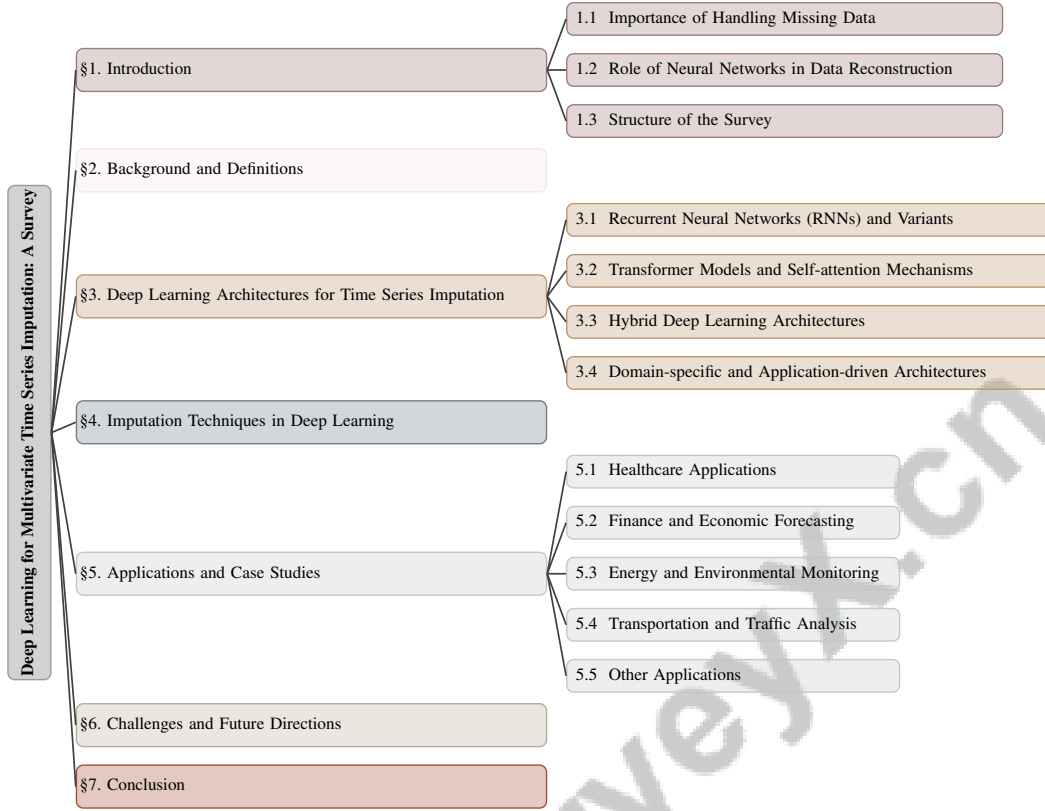 Deep Learning for Multivariate Time Series Imputation: A Survey
§1. Introduction
1.1 Importance of Handling Missing Data
1.2 Role of Neural Networks in Data Reconstruction
1.3 Structure of the Survey
§2. Background and Definitions
§3. Deep Learning Architectures for Time Series Imputation
3.1 Recurrent Neural Networks (RNNs) and Variants
3.2 Transformer Models and Self-attention Mechanisms
3.3 Hybrid Deep Learning Architectures
3.4 Domain-specific and Application-driven Architectures
§4. Imputation Techniques in Deep Learning
§5. Applications and Case Studies
5.1 Healthcare Applications
5.2 Finance and Economic Forecasting
5.3 Energy and Environmental Monitoring
5.4 Transportation and Traffic Analysis
5.5 Other Applications
§6. Challenges and Future Directions
§7. Conclusion
veyx.cn